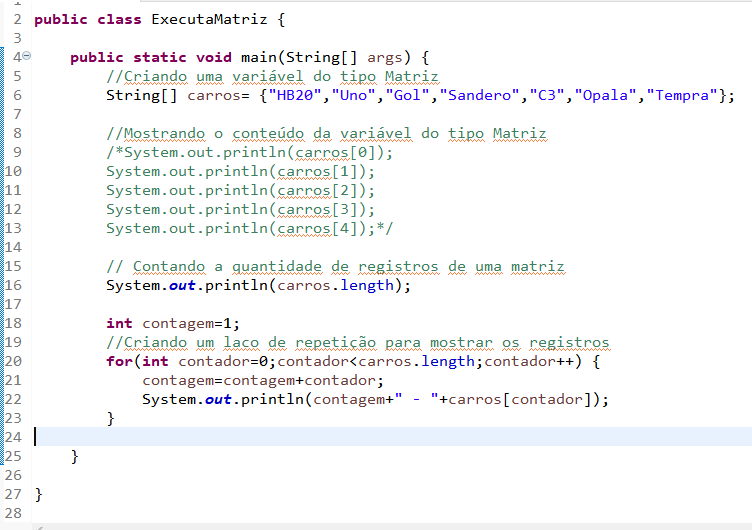 2 public class ExecutaMatriz {
3
4 public static void main(String[] args) {
5 //Criando uma variável do tipo Matriz
6 String[] carros= {"HB20","Uno","Gol","Sandero","C3","Opala","Tempra"};
7
8 //Mostrando o conteúdo da variável do tipo Matriz
9 /*System.out.println(carros[0]);
10 System.out.println(carros[1]);
11 System.out.println(carros[2]);
12 System.out.println(carros[3]);
13 System.out.println(carros[4]);*/
14
15 // Contando a quantidade de registros de uma matriz
16 System.out.println(carros.length);
17
18 int contagem=1;
19 //Criando um laco de repetição para mostrar os registros
20 for(int contador=0;contador<carros.length;contador++) {
21 contagem=contagem+contador;
22 System.out.println(contagem+" - "+carros[contador]);
23 }
24
25 }
26
27 }
28